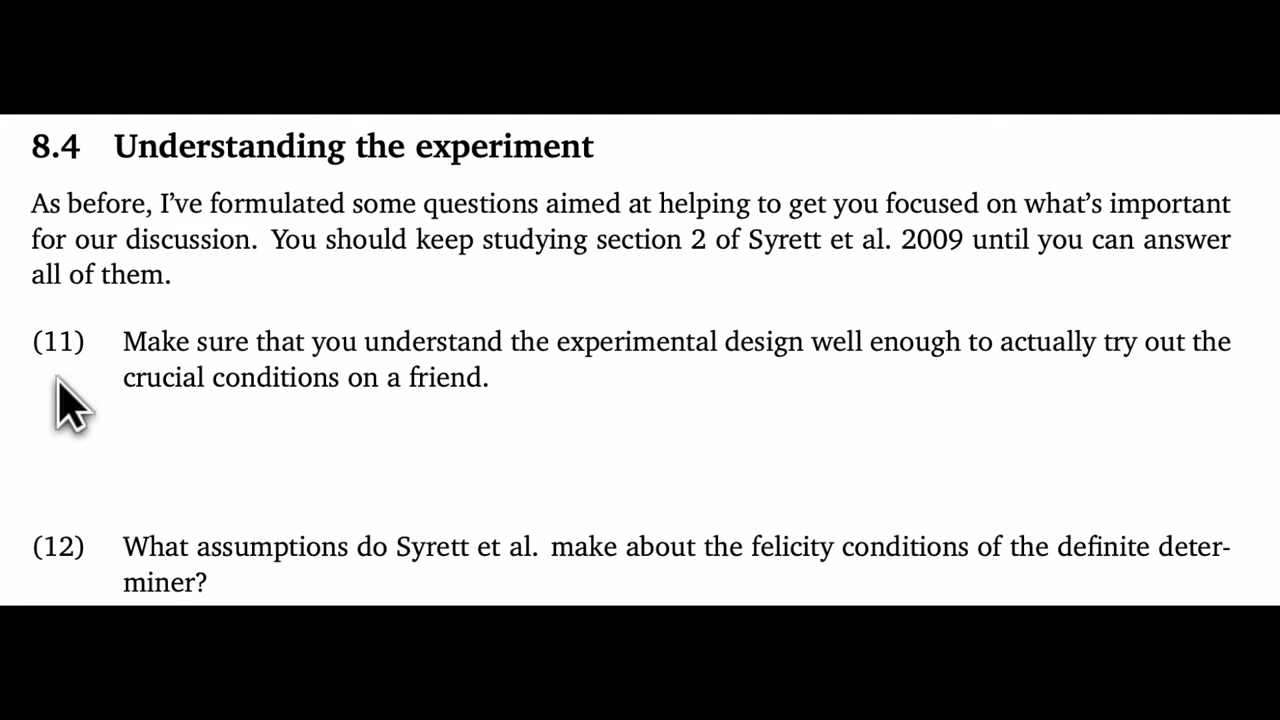 8.4 Understanding the experiment
As before, I’ve formulated some questions aimed at helping to get you focused on what’s important
for our discussion. You should keep studying section 2 of Syrett et al. 2009 until you can answer
all of them.
(11) Make sure that you understand the experimental design well enough to actually try out the
crucial conditions on a friend.
(12) What assumptions do Syrett et al. make about the felicity conditions of the definite deter-
miner?